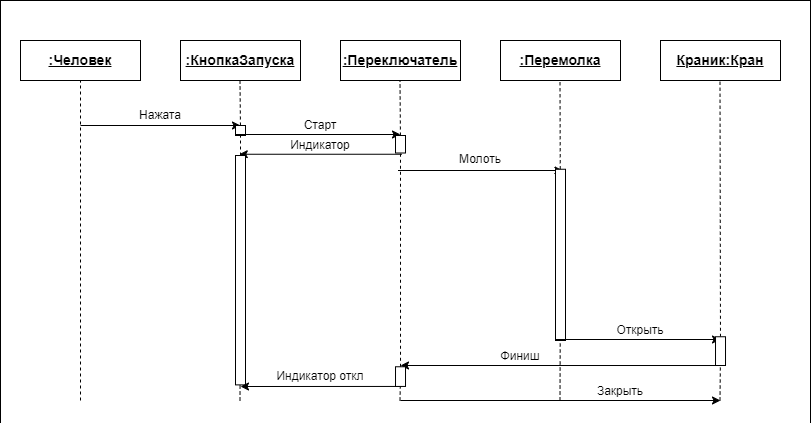 :Человек
:КнопкаЗапуска
:Переключатель
:Перемолка
Краник:Кран
Нажата
Старт
Индикатор
Молоть
Открыть
Финиш
Индикатор откл
Закрыть